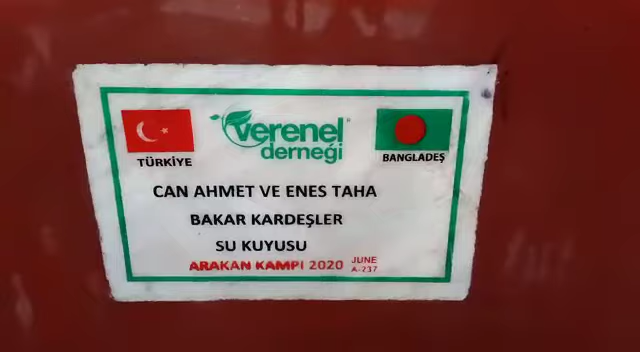 verenel
derneği
TÜRKİYE
BANGLADEŞ
CAN AHMET VE ENES TAHA
BAKAR KARDEŞLER
SU KUYUSU
ARAKAN KAMPI 2020 JUNE
A-237